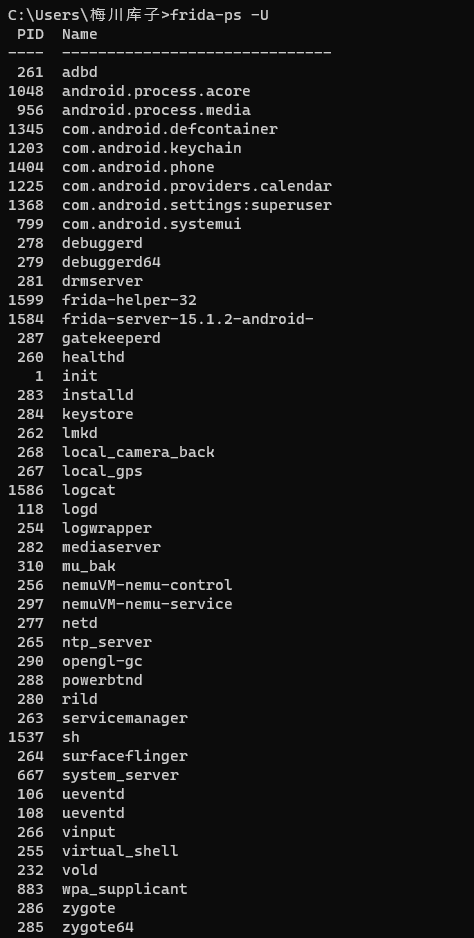 C:\Users\梅川库子>frida-ps -U
 PID  Name
----  ------------------------------
 261  adbd
1048  android.process.acore
 956  android.process.media
1345  com.android.defcontainer
1203  com.android.keychain
1404  com.android.phone
1225  com.android.providers.calendar
1368  com.android.settings:superuser
 799  com.android.systemui
 278  debuggerd
 279  debuggerd64
 281  drmserver
1599  frida-helper-32
1584  frida-server-15.1.2-android-
 287  gatekeeperd
 260  healthd
   1  init
 283  installd
 284  keystore
 262  lmkd
 268  local_camera_back
 267  local_gps
1586  logcat
 118  logd
 254  logwrapper
 282  mediaserver
 310  mu_bak
 256  nemuVM-nemu-control
 297  nemuVM-nemu-service
 277  netd
 265  ntp_server
 290  opengl-gc
 288  powerbtnd
 280  rild
 263  servicemanager
1537  sh
 264  surfaceflinger
 667  system_server
 106  ueventd
 108  ueventd
 266  vinput
 255  virtual_shell
 232  vold
 883  wpa_supplicant
 286  zygote
 285  zygote64